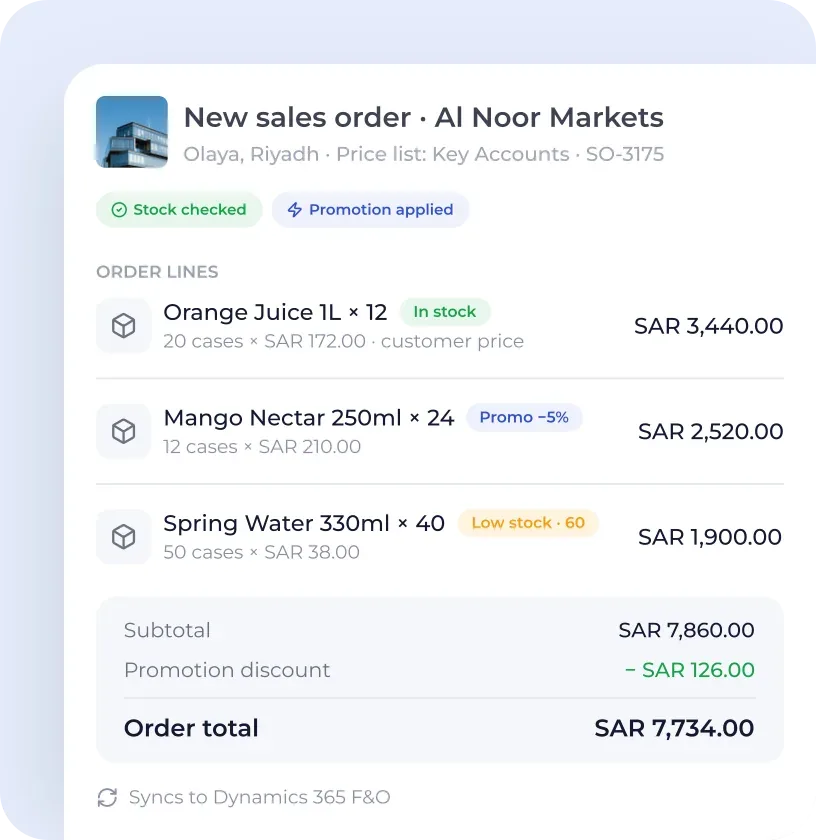 New sales order · Al Noor Markets
Olaya, Riyadh · Price list: Key Accounts · SO-3175
Stock checked
Promotion applied
ORDER LINES
Orange Juice 1L × 12
In stock
20 cases × SAR 172.00 · customer price
SAR 3,440.00
Mango Nectar 250ml × 24
Promo −5%
12 cases × SAR 210.00
SAR 2,520.00
Spring Water 330ml × 40
Low stock · 60
50 cases × SAR 38.00
SAR 1,900.00
Subtotal
SAR 7,860.00
Promotion discount
− SAR 126.00
Order total
SAR 7,734.00
Syncs to Dynamics 365 F&O